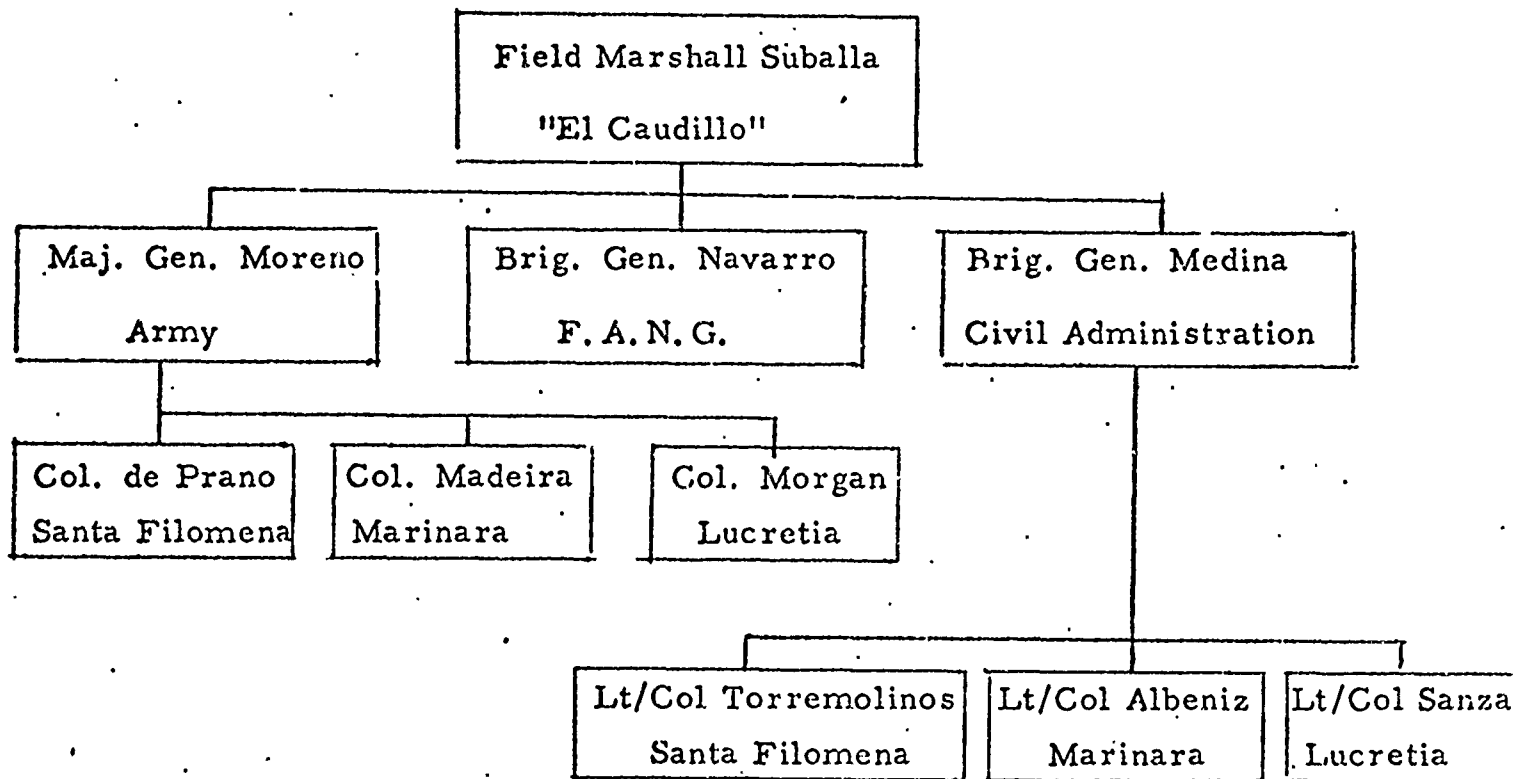 Field Marshall Suballa
"El Caudillo"
Maj. Gen. Moreno
Army
Brig. Gen. Navarro
F. A. N. G.
Brig. Gen. Medina
Civil Administration
Col. de Prano
Santa Filomena
Col. Madeira
Marinara
Col. Morgan
Lucretia
Lt/Col Torremolinos
Santa Filomena
Lt/Col Albeniz
Marinara
Lt/Col Sanza
Lucretia